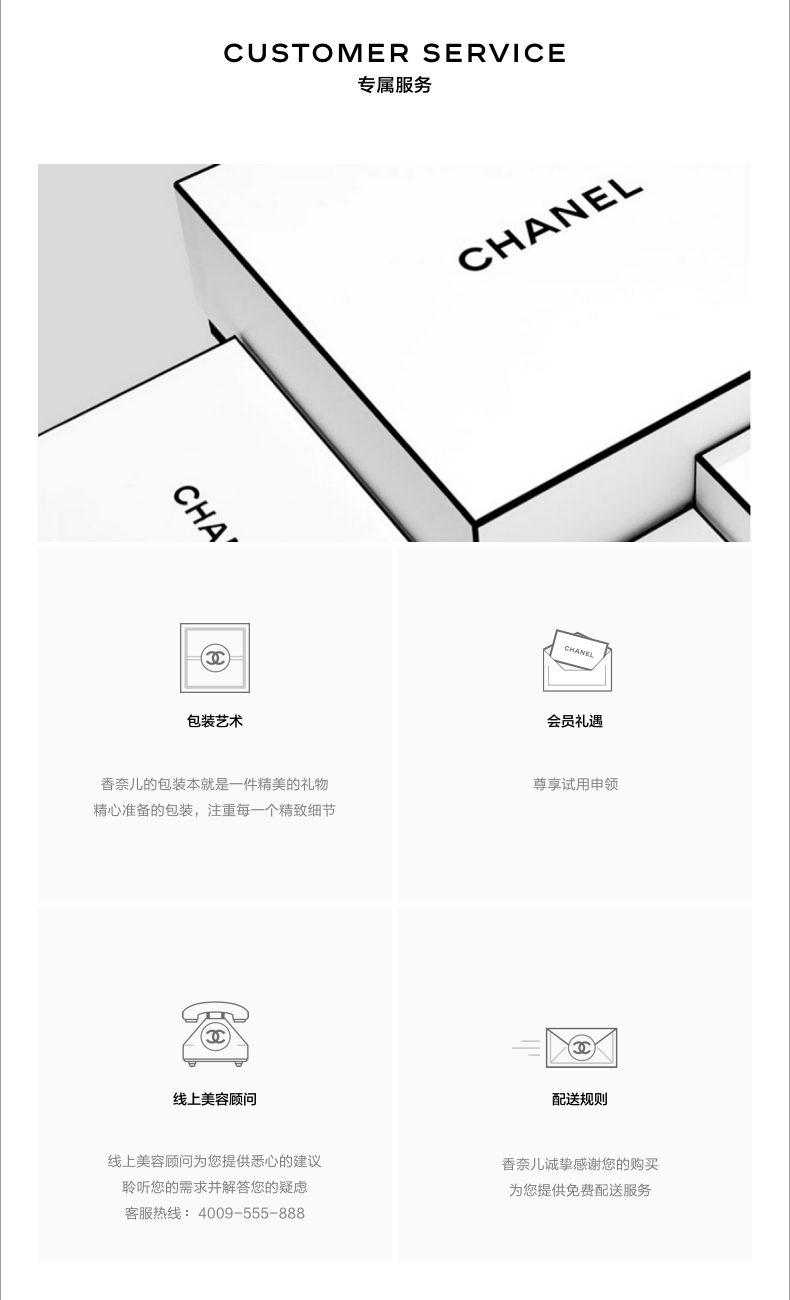 CUSTOMER SERVICE
专属服务
CHANEL
CHAN
包装艺术
香奈儿的包装本就是一件精美的礼物
精心准备的包装，注重每一个精致细节
CHANEL
会员礼遇
尊享试用申领
线上美容顾问
线上美容顾问为您提供悉心的建议
聆听您的需求并解答您的疑虑
客服热线：4009-555-888
配送规则
香奈儿诚挚感谢您的购买
为您提供免费配送服务